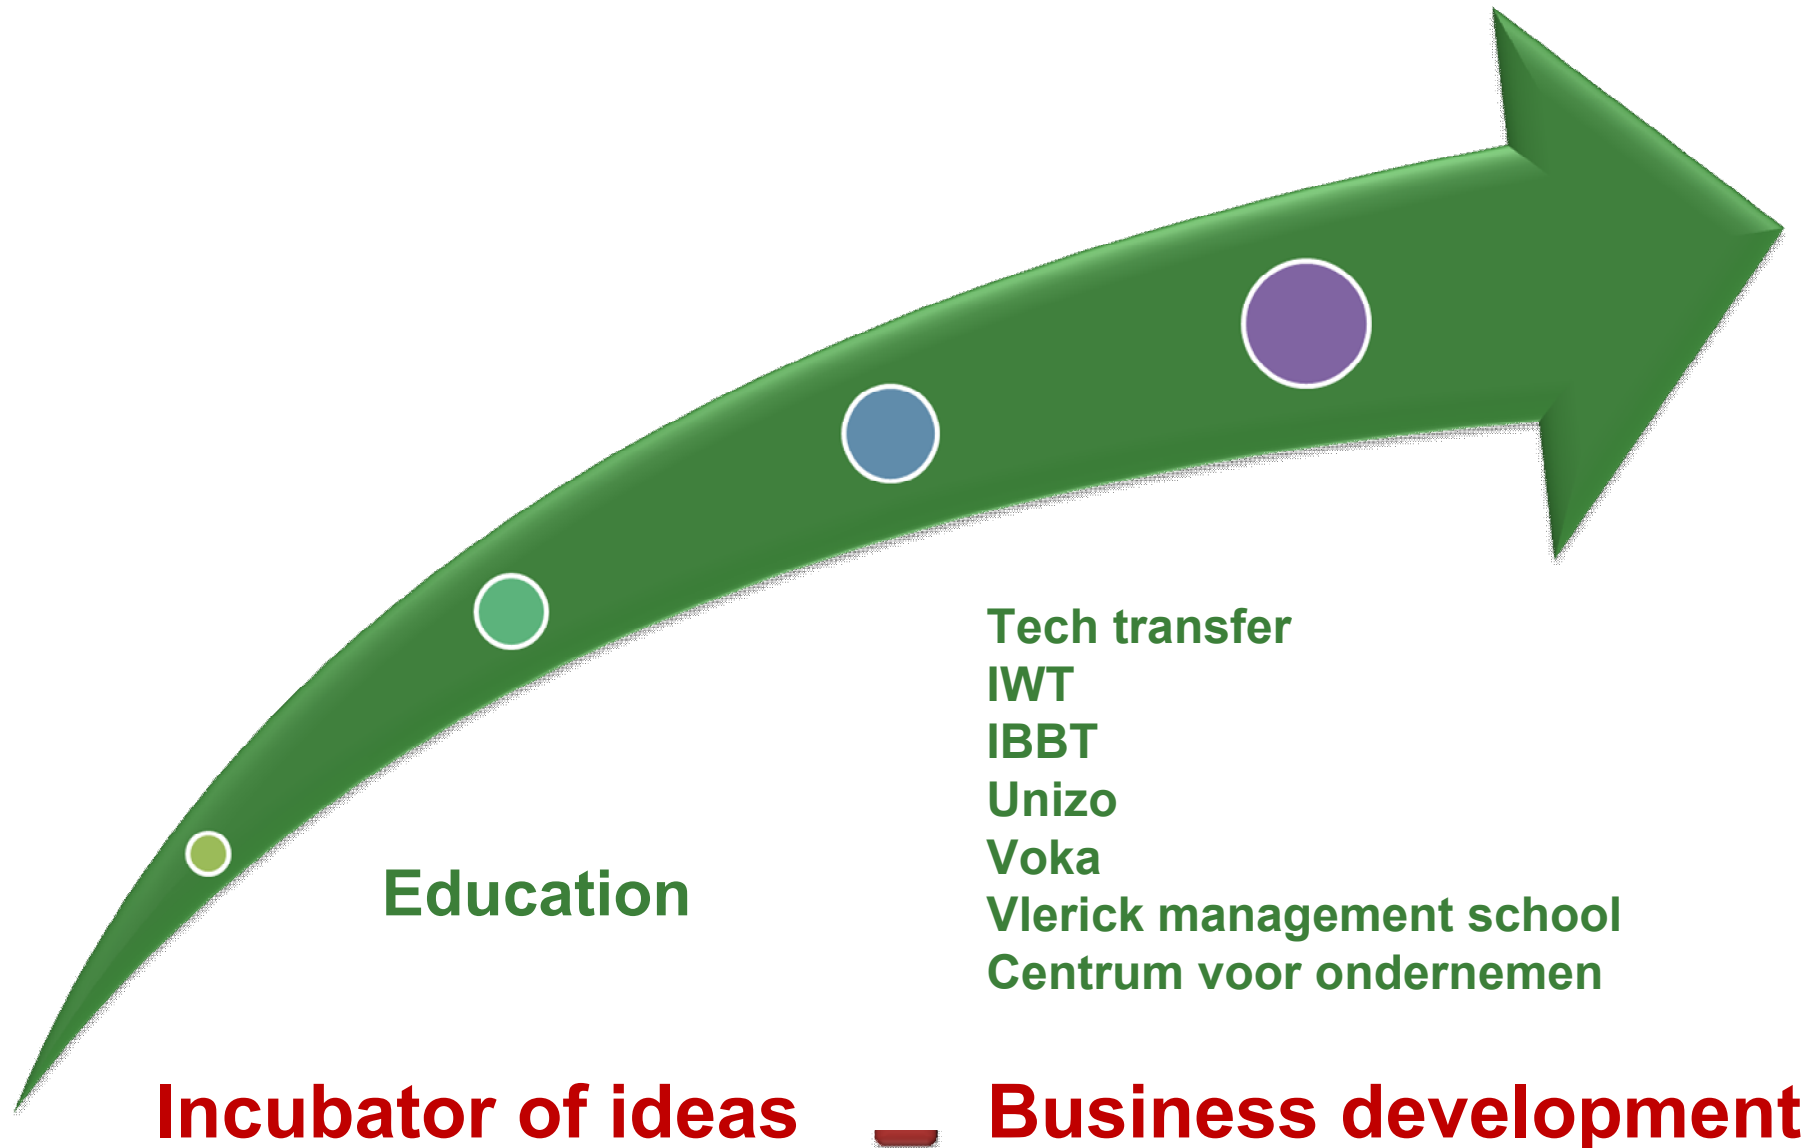 Tech transfer
IWT
IBBT
Unizo
Voka
Vlerick management school
Centrum voor ondernemen
Education
Incubator of ideas
Business development